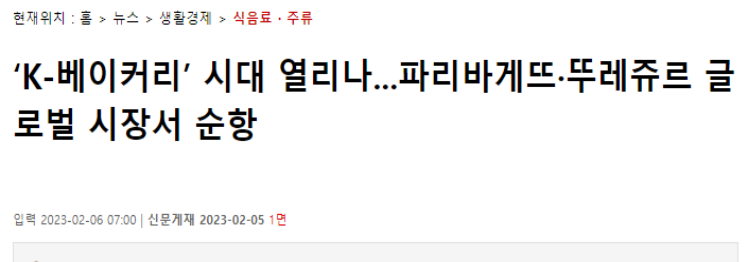 현재위치 : 홈 > 뉴스 > 생활경제 > 식음료 · 주류
‘K-베이커리’ 시대 열리나...파리바게뜨·뚜레쥬르 글
로벌 시장서 순항
입력 2023-02-06 07:00 | 신문게재 2023-02-05 1면